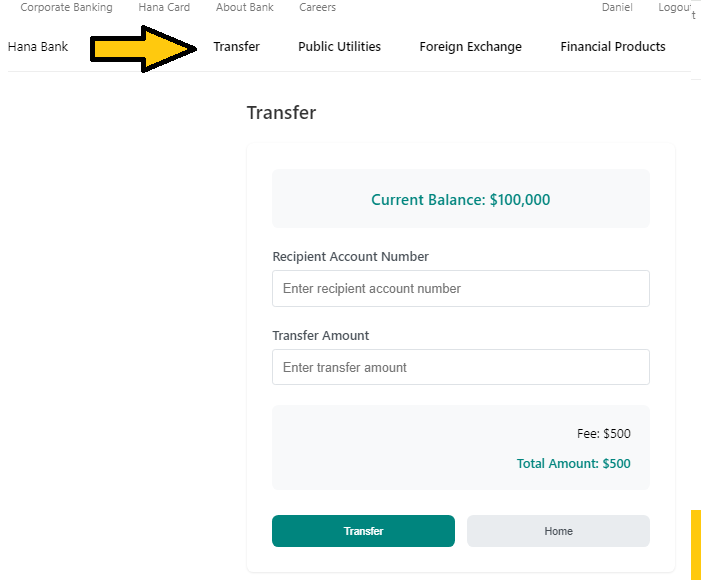 Corporate Banking Hana Card About Bank Careers Daniel Logout
Hana Bank Transfer Public Utilities Foreign Exchange Financial Products
Transfer
Current Balance: $100,000
Recipient Account Number
Enter recipient account number
Transfer Amount
Enter transfer amount
Fee: $500
Total Amount: $500
Transfer Home